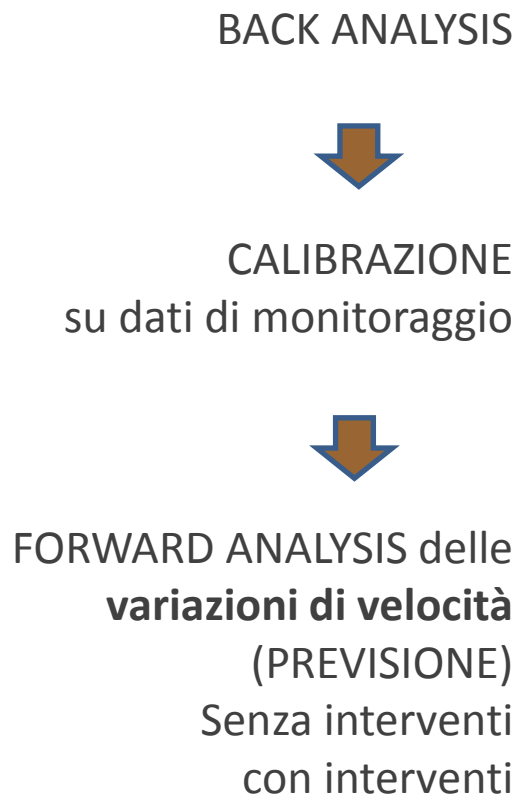 BACK ANALYSIS
CALIBRAZIONE
su dati di monitoraggio
FORWARD ANALYSIS delle
variazioni di velocità
(PREVISIONE)
Senza interventi
con interventi